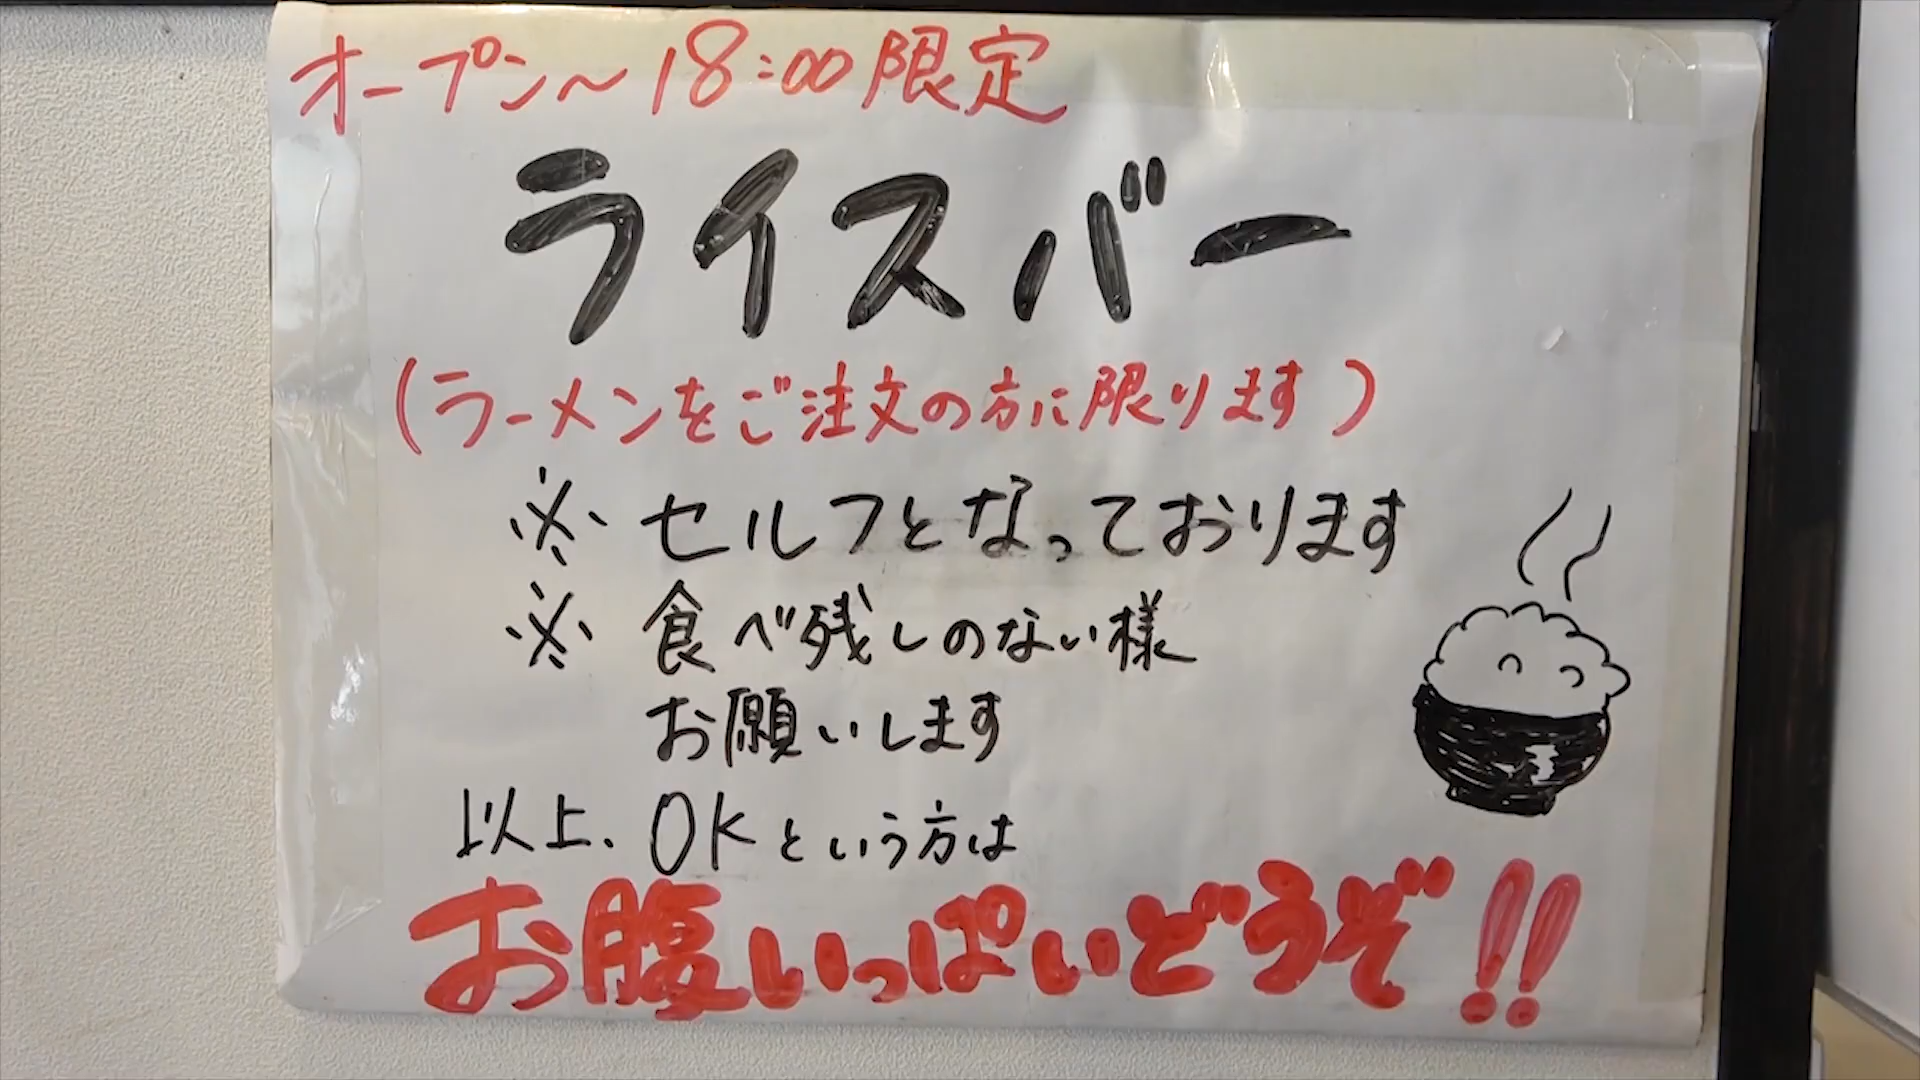 オープン～18:00限定
ライスバー
(ラーメンをご注文の方に限ります)
※ セルフとなっております
※ 食べ残しのない様
お願いします
以上、OKという方は
お腹いっぱいどうぞ!!